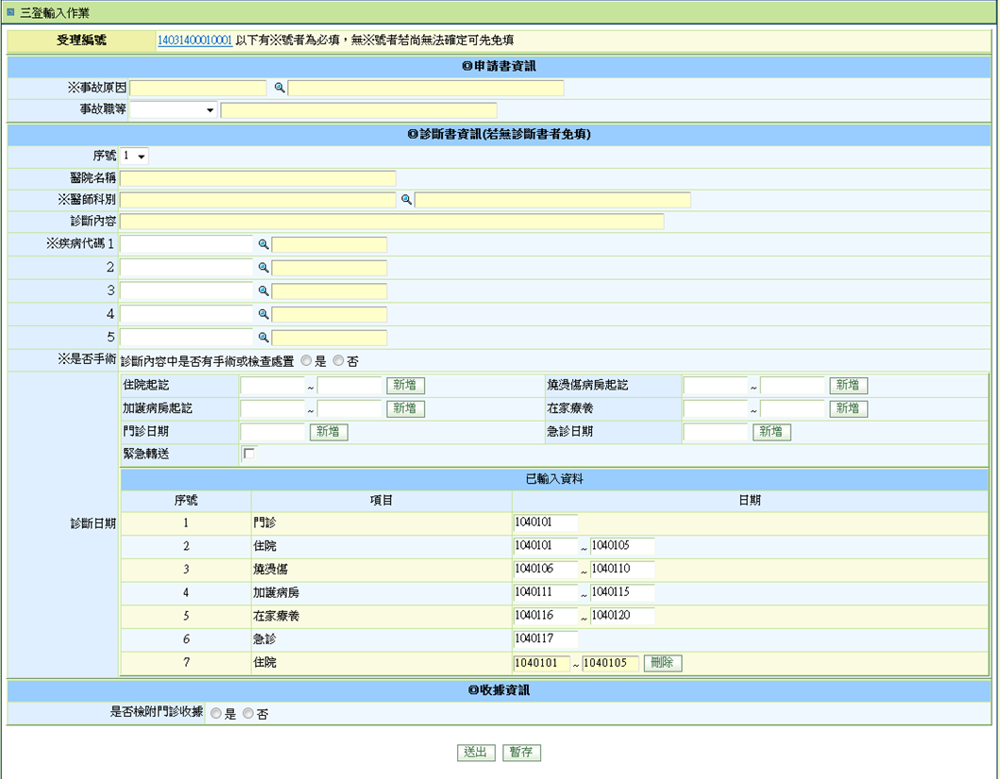 三登輸入作業
受理編號 14031400010001 以下有※號者為必填，無※號者若尚無法確定可先免填
◎申請書資訊
※事故原因
事故職等
◎診斷書資訊(若無診斷書者免填)
序號 1
醫院名稱
※醫師科別
診斷內容
※疾病代碼 1
2
3
4
5
※是否手術 診斷內容中是否有手術或檢查處置 是 否
住院起訖 ~ 新增 燒燙傷病房起訖 ~ 新增
加護病房起訖 ~ 新增 在家療養 ~ 新增
門診日期 新增 急診日期 新增
緊急轉送
診斷日期
已輸入資料
序號 項目 日期
1 門診 1040101
2 住院 1040101 ~ 1040105
3 燒燙傷 1040106 ~ 1040110
4 加護病房 1040111 ~ 1040115
5 在家療養 1040116 ~ 1040120
6 急診 1040117
7 住院 1040101 ~ 1040105 刪除
◎收據資訊
是否檢附門診收據 是 否
送出 暫存